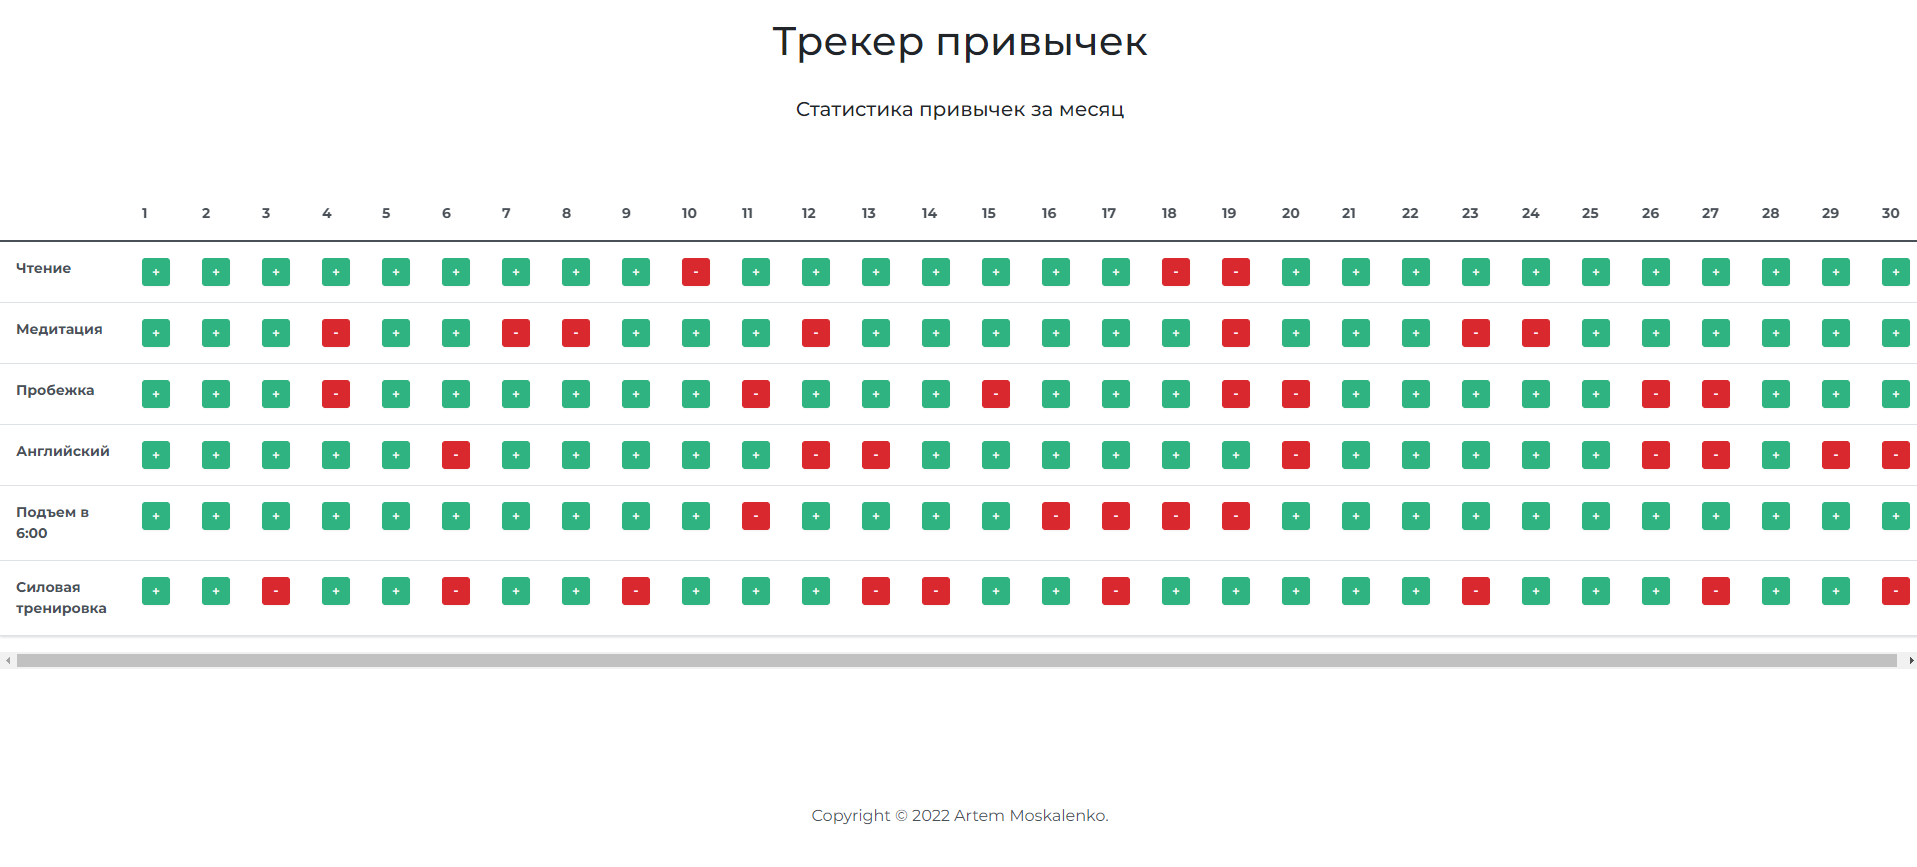 Трекер привычек
Статистика привычек за месяц
1 2 3 4 5 6 7 8 9 10 11 12 13 14 15 16 17 18 19 20 21 22 23 24 25 26 27 28 29 30
Чтение + + + + + + + + + - + + + + + + + - - + + + + + + + + + + +
Медитация + + + - + + - - + + + - + + + + + + - + + + - - + + + + + +
Пробежка + + + - + + + + + + - + + + - + + + - - + + + + + - - + + +
Английский + + + + + - + + + + + - - + + + + + + - + + + + + - - + - -
Подъем в + + + + + + + + + + - + + + + - - - - + + + + + + + + + + +
6:00
Силовая + + - + + - + + - + + + - - + + - + + + + + - + + + - + + -
тренировка
Copyright © 2022 Artem Moskalenko.